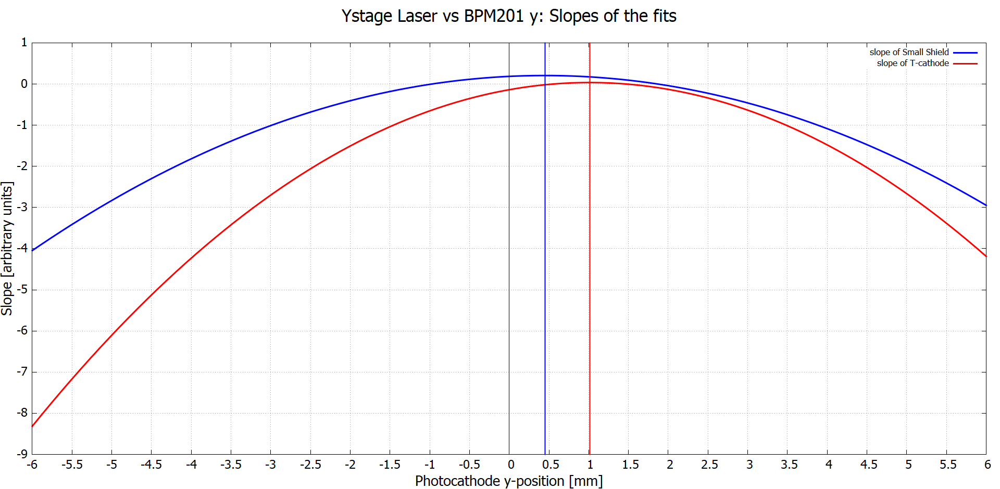 Ystage Laser vs BPM201 y: Slopes of the fits
slope of Small Shield
slope of T-cathode
Slope [arbitrary units]
1
0
-1
-2
-3
-4
-5
-6
-7
-8
-9
-6 -5.5 -5 -4.5 -4 -3.5 -3 -2.5 -2 -1.5 -1 -0.5 0 0.5 1 1.5 2 2.5 3 3.5 4 4.5 5 5.5 6
Photocathode y-position [mm]